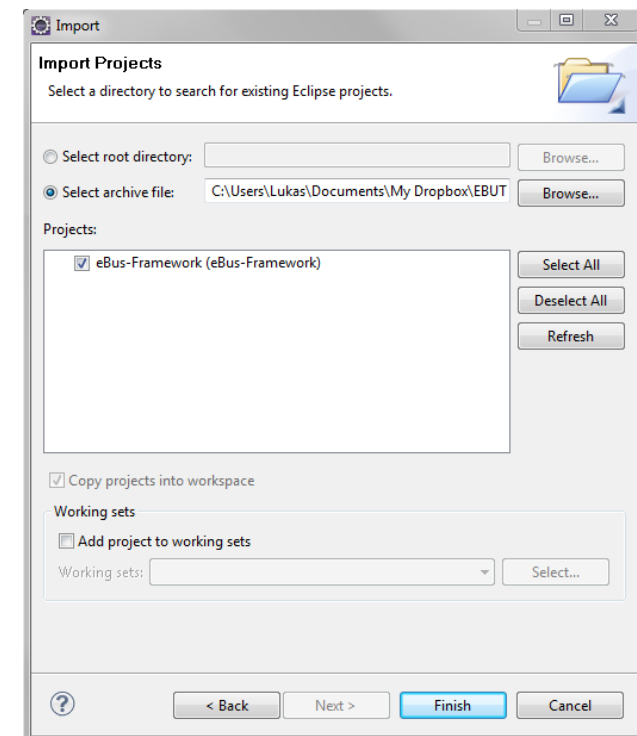 Import
Import Projects
Select a directory to search for existing Eclipse projects.
Select root directory:
Browse...
Select archive file:
C:\Users\Lukas\Documents\My Dropbox\EBUT
Browse...
Projects:
eBus-Framework (eBus-Framework)
Select All
Deselect All
Refresh
Copy projects into workspace
Working sets
Add project to working sets
Working sets:
Select...
?
< Back
Next >
Finish
Cancel